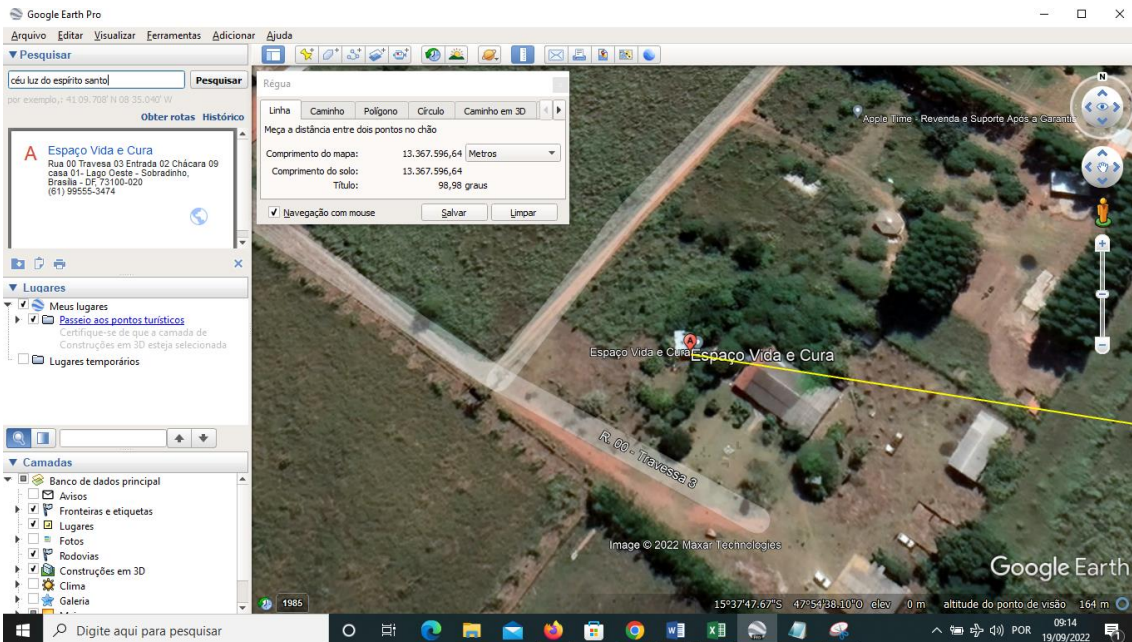 Google Earth Pro
Arquivo Editar Visualizar Ferramentas Adicionar Ajuda
Pesquisar
céu luz do espírito santo
Pesquisar
por exemplo,: 41 09.708' N 08 35.040' W
Obter rotas Histórico
A
Espaço Vida e Cura
Rua 00 Travesa 03 Entrada 02 Chácara 09
casa 01- Lago Oeste - Sobradinho,
Brasília - DF, 73100-020
(61) 99555-3474
Lugares
Meus lugares
Passeio aos pontos turísticos
Certifique-se de que a camada de
Construções em 3D esteja selecionada
Lugares temporários
Camadas
Banco de dados principal
Avisos
Fronteiras e etiquetas
Lugares
Fotos
Rodovias
Construções em 3D
Clima
Galeria
Régua
Linha Caminho Polígono Círculo Caminho em 3D
Meça a distância entre dois pontos no chão
Comprimento do mapa: 13.367.596,64 Metros
Comprimento do solo: 13.367.596,64
Título: 98,98 graus
Navegação com mouse Salvar Limpar
N
Apple Time - Revenda e Suporte Após a Garantia
A
Espaço Vida e Cura
Espaço Vida e Cura
R. 00 - Travessa 3
Image © 2022 Maxar Technologies
Google Earth
1985
15°37'47.67"S 47°54'38.10"O elev 0 m altitude do ponto de visão 164 m
Digite aqui para pesquisar
POR
09:14
19/09/2022